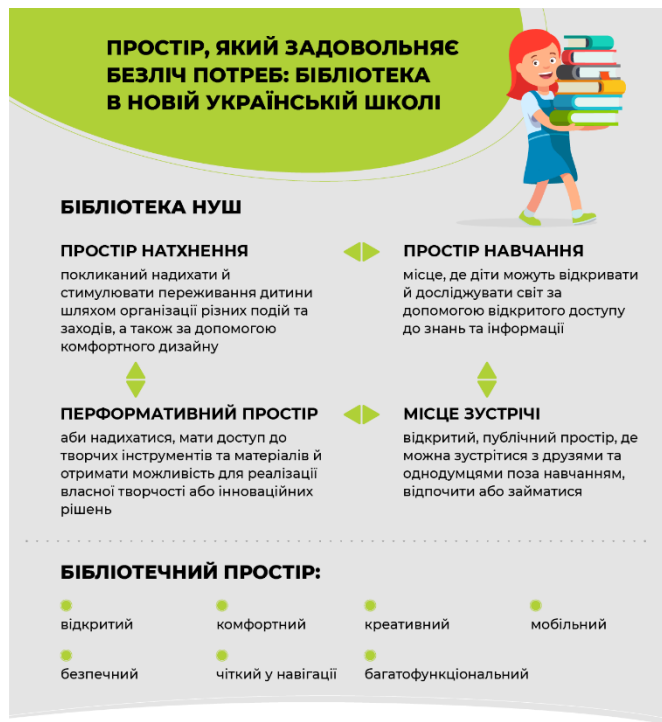 ПРОСТІР, ЯКИЙ ЗАДОВОЛЬНЯЄ
БЕЗЛІЧ ПОТРЕБ: БІБЛІОТЕКА
В НОВІЙ УКРАЇНСЬКІЙ ШКОЛІ
БІБЛІОТЕКА НУШ
ПРОСТІР НАТХНЕННЯ
покликаний надихати й
стимулювати переживання дитини
шляхом організації різних подій та
заходів, а також за допомогою
комфортного дизайну
ПРОСТІР НАВЧАННЯ
місце, де діти можуть відкривати
й досліджувати світ за
допомогою відкритого доступу
до знань та інформації
ПЕРФОРМАТИВНИЙ ПРОСТІР
аби надихатися, мати доступ до
творчих інструментів та матеріалів й
отримати можливість для реалізації
власної творчості або інноваційних
рішень
МІСЦЕ ЗУСТРІЧІ
відкритий, публічний простір, де
можна зустрітися з друзями та
однодумцями поза навчанням,
відпочити або займатися
БІБЛІОТЕЧНИЙ ПРОСТІР:
відкритий
комфортний
креативний
мобільний
безпечний
чіткий у навігації
багатофункціональний